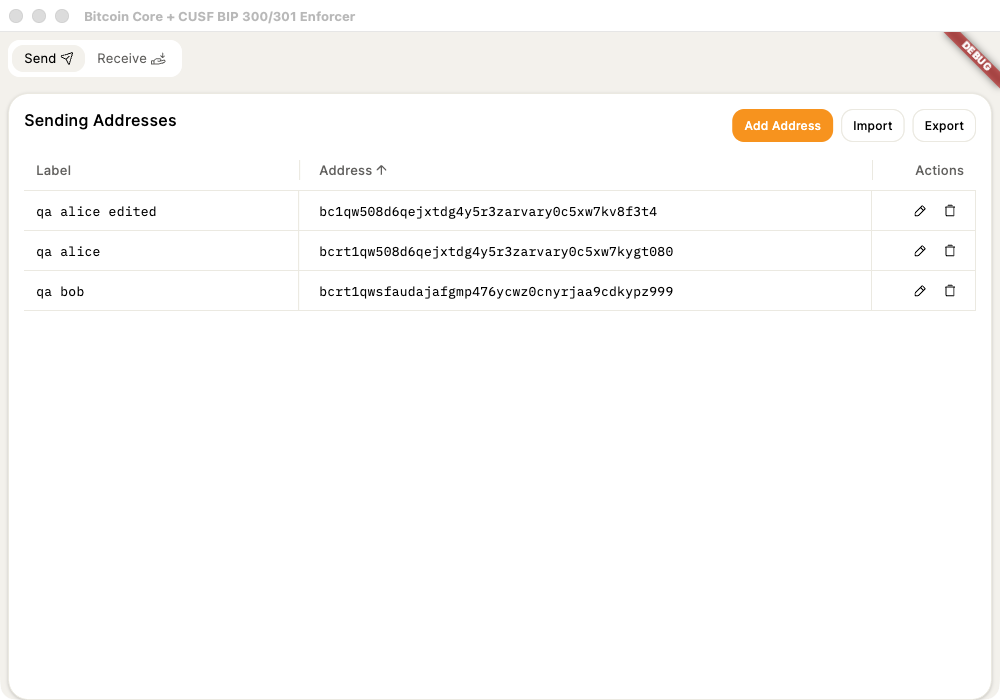 Bitcoin Core + CUSF BIP 300/301 Enforcer
DEBUG
Send Receive
Sending Addresses
Add Address Import Export
Label Address Actions
qa alice edited bc1qw508d6qejxtdg4y5r3zarvary0c5xw7kv8f3t4
qa alice bcrt1qw508d6qejxtdg4y5r3zarvary0c5xw7kygt080
qa bob bcrt1qwsfaudajafgmp476ycwz0cnyrjaa9cdkypz999